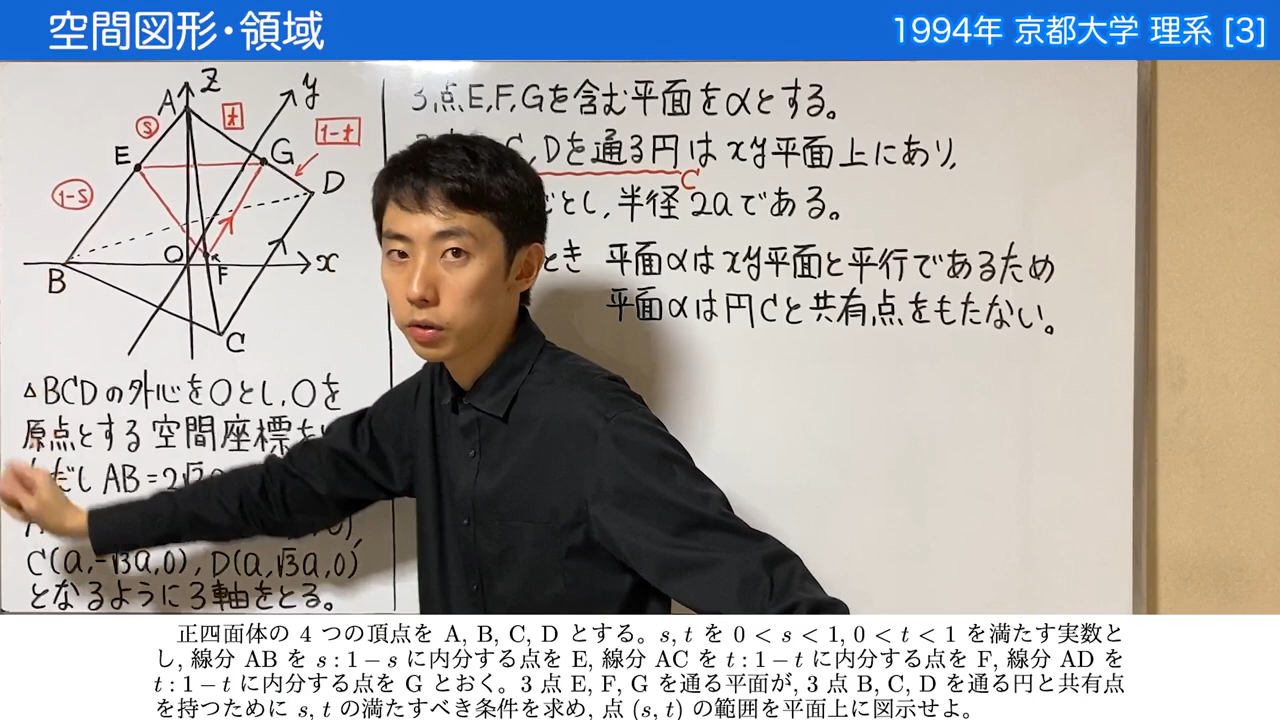 空間図形・領域
1994年 京都大学 理系 [3]
z
y
A
s
t
1-t
E
G
D
1-s
O
x
B
F
C
△BCDの外心をOとし,Oを
原点とする空間座標を
だし AB=2√
C(a,-√3a,0), D(a,√3a,0)
となるように3軸をとる。
3点E,F,Gを含む平面をαとする。
C,Dを通る円はxy平面上にあり,
C
とし,半径2aである。
とき 平面αはxy平面と平行であるため
平面αは円Cと共有点をもたない。
正四面体の 4 つの頂点を A, B, C, D とする。s, t を 0 < s < 1, 0 < t < 1 を満たす実数と
し, 線分 AB を s : 1 − s に内分する点を E, 線分 AC を t : 1 − t に内分する点を F, 線分 AD を
t : 1 − t に内分する点を G とおく。3 点 E, F, G を通る平面が, 3 点 B, C, D を通る円と共有点
を持つために s, t の満たすべき条件を求め, 点 (s, t) の範囲を平面上に図示せよ。